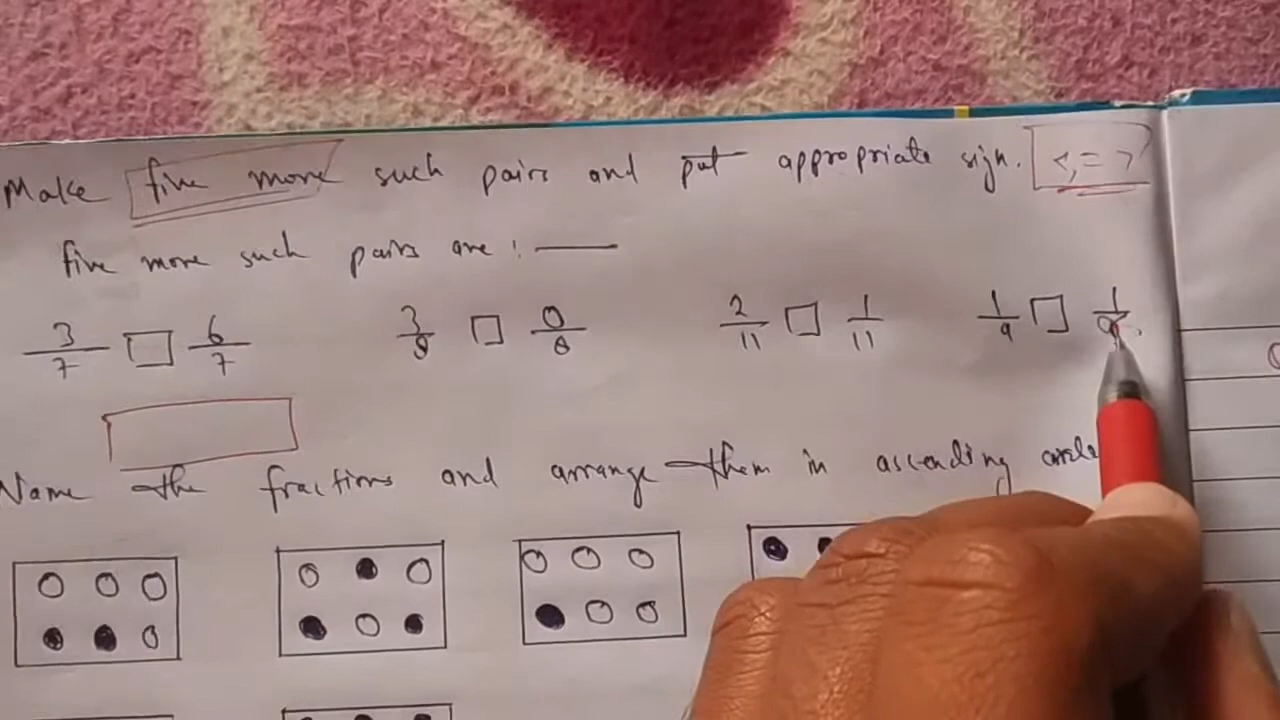 Make five more such pairs and put appropriate sign. <, = >
five more such pairs are : —
3/7 □ 6/7 3/8 □ 0/8 2/11 □ 1/11 1/9 □
Name the fractions and arrange them in ascending